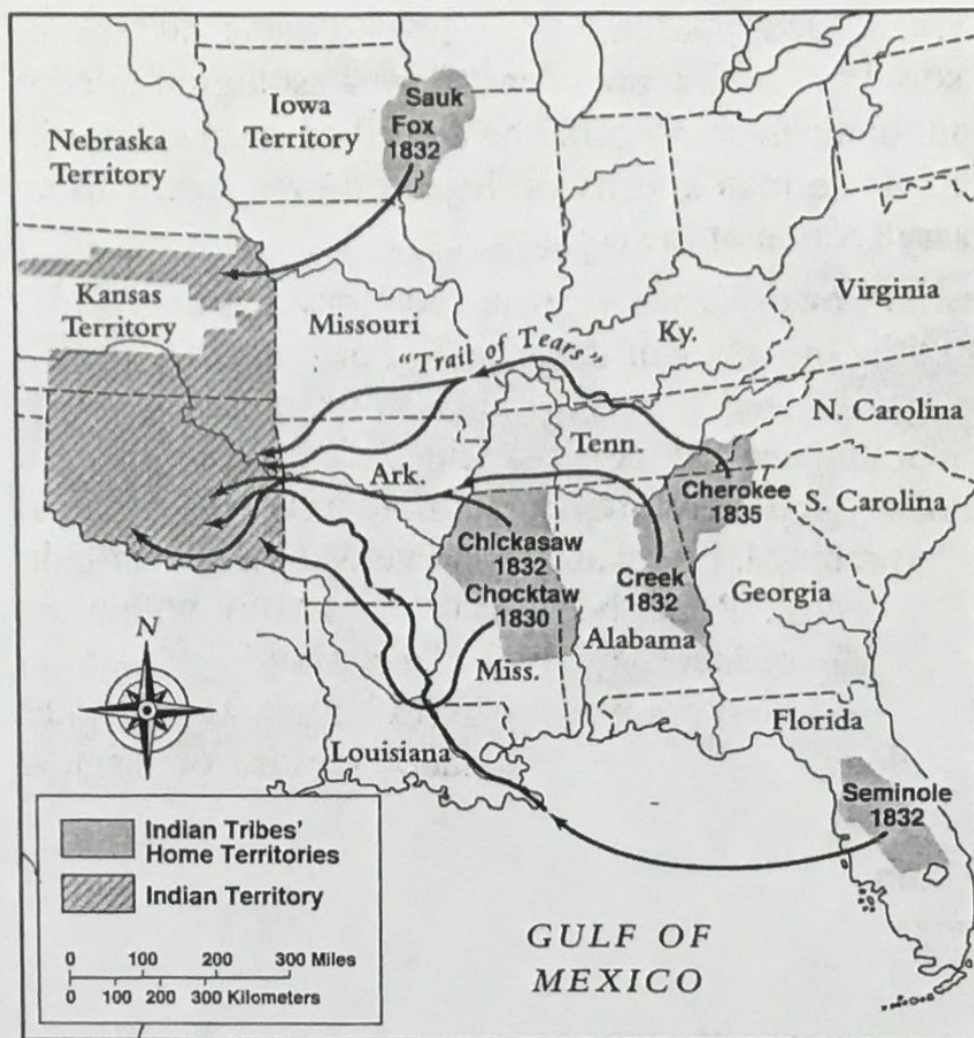 Sauk
Fox
1832
Iowa
Territory
Nebraska
Territory
Kansas
Territory
Missouri
Ky.
Virginia
"Trail of Tears"
N. Carolina
Tenn.
Ark.
Cherokee
1835
S. Carolina
Chickasaw
1832
Chocktaw
1830
Creek
1832
Georgia
Alabama
Miss.
N
Florida
Louisiana
Seminole
1832
Indian Tribes'
Home Territories
Indian Territory
0 100 200 300 Miles
0 100 200 300 Kilometers
GULF OF
MEXICO